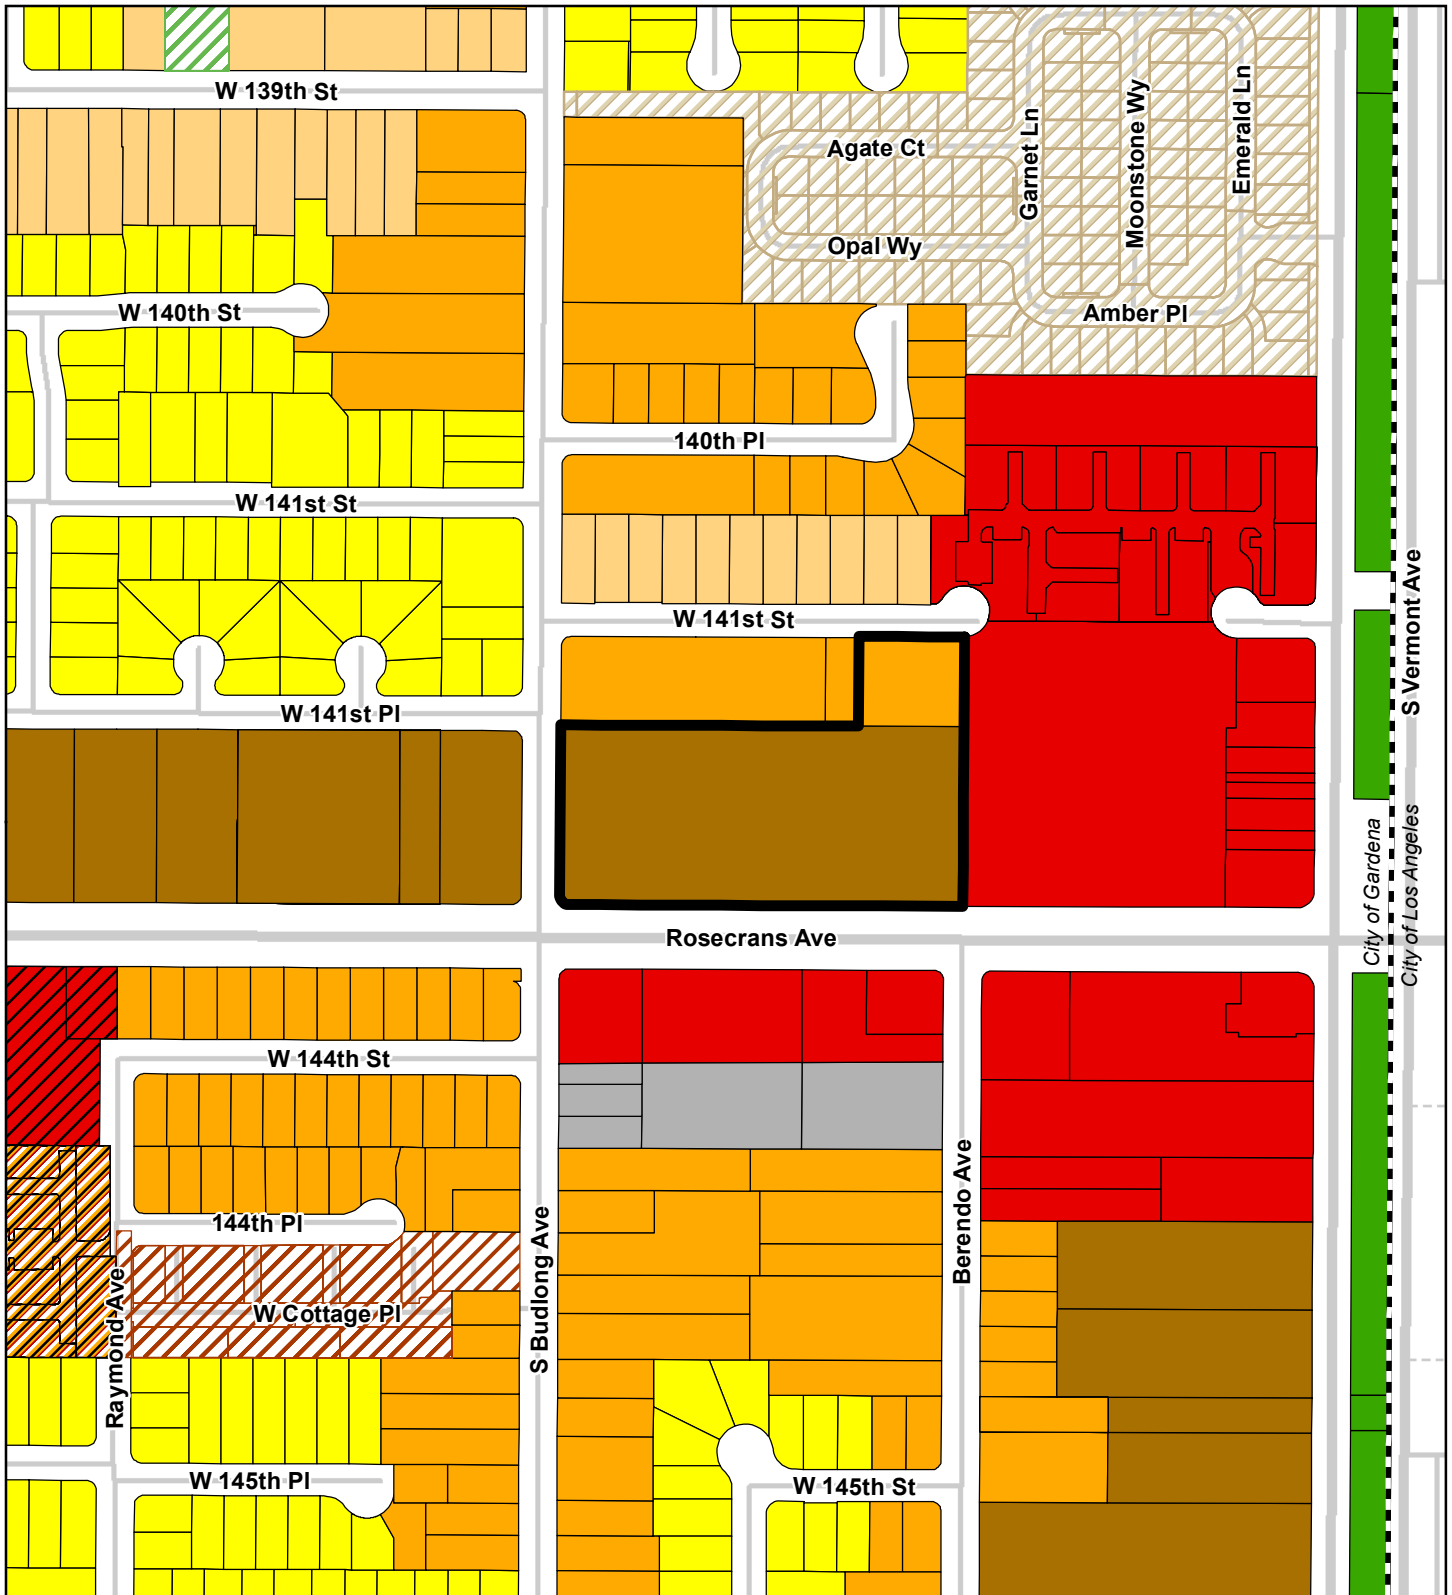 W 139th St
Agate Ct
Garnet Ln
Moonstone Wy
Emerald Ln
Opal Wy
W 140th St
Amber Pl
140th Pl
W 141st St
W 141st St
S Vermont Ave
W 141st Pl
City of Gardena
City of Los Angeles
Rosecrans Ave
W 144th St
144th Pl
S Budlong Ave
Berendo Ave
Raymond Ave
W Cottage Pl
W 145th Pl
W 145th St